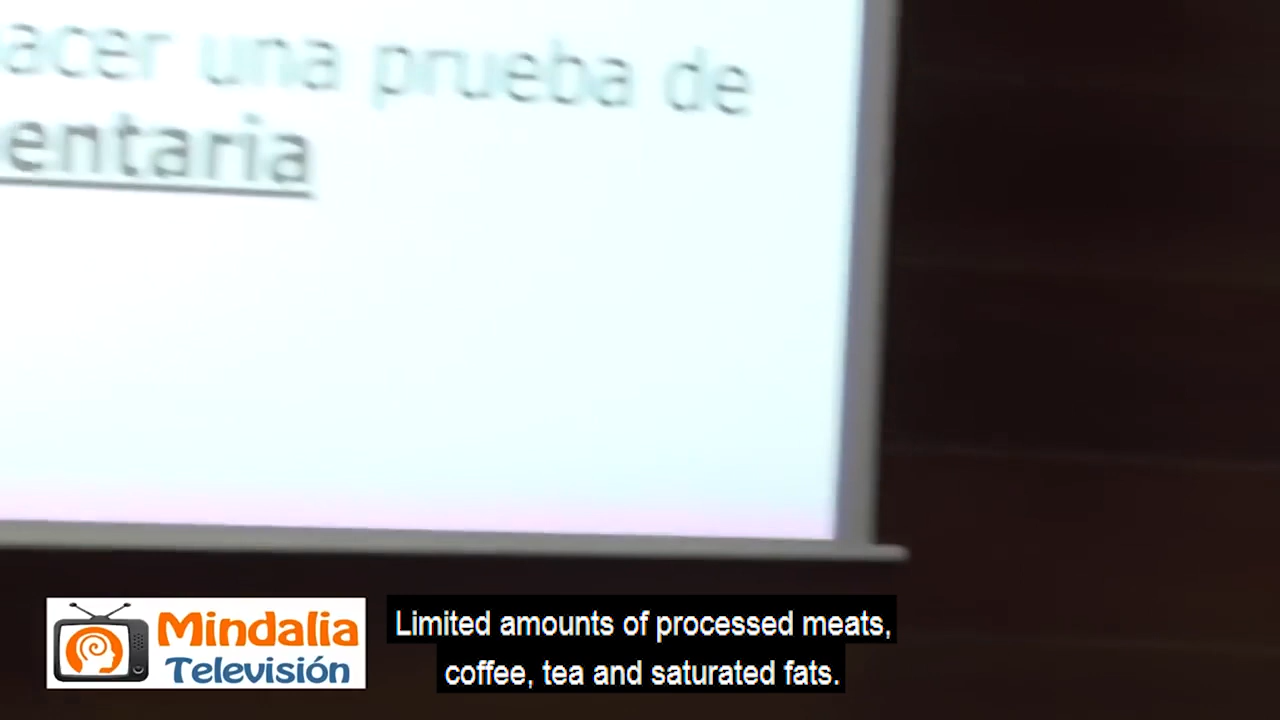 acer una prueba de
entaria
Mindalia
Televisión
Limited amounts of processed meats,
coffee, tea and saturated fats.